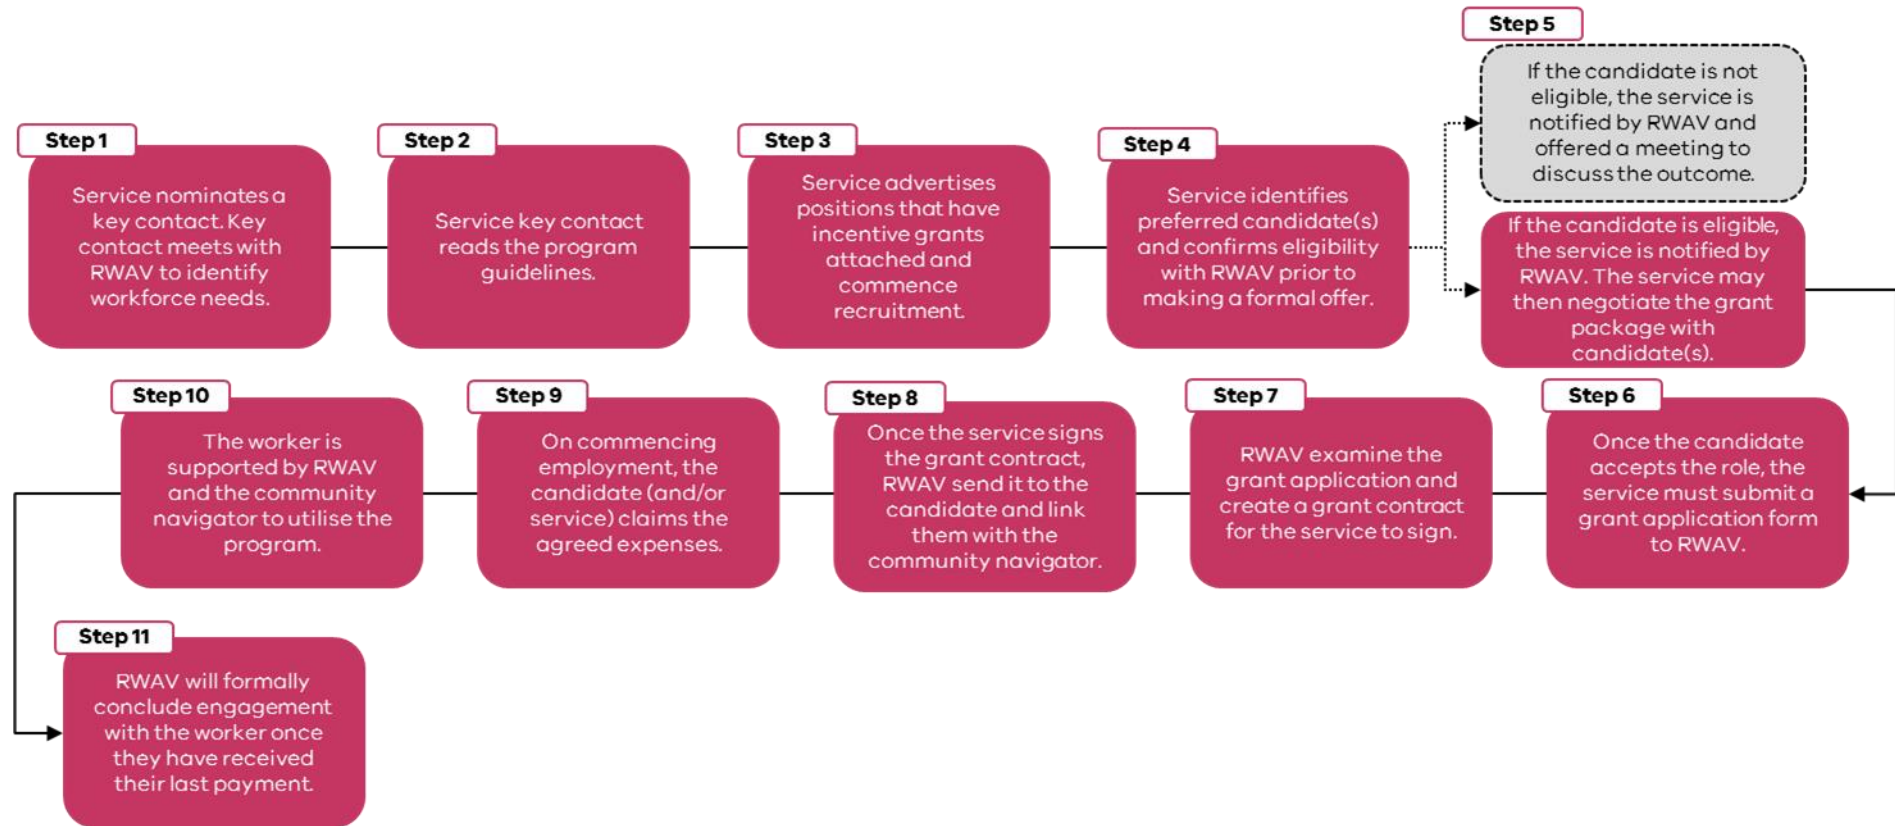 Step 1
Service nominates a
key contact. Key
contact meets with
RWAV to identify
workforce needs.
Step 2
Service key contact
reads the program
guidelines.
Step 3
Service advertises
positions that have
incentive grants
attached and
commence
recruitment.
Step 4
Service identifies
preferred candidate(s)
and confirms eligibility
with RWAV prior to
making a formal offer.
Step 5
If the candidate is not
eligible, the service is
notified by RWAV and
offered a meeting to
discuss the outcome.
If the candidate is eligible,
the service is notified by
RWAV. The service may
then negotiate the grant
package with
candidate(s).
Step 6
Once the candidate
accepts the role, the
service must submit a
grant application form
to RWAV.
Step 7
RWAV examine the
grant application and
create a grant contract
for the service to sign.
Step 8
Once the service signs
the grant contract,
RWAV send it to the
candidate and link
them with the
community navigator.
Step 9
On commencing
employment, the
candidate (and/or
service) claims the
agreed expenses.
Step 10
The worker is
supported by RWAV
and the community
navigator to utilise the
program.
Step 11
RWAV will formally
conclude engagement
with the worker once
they have received
their last payment.